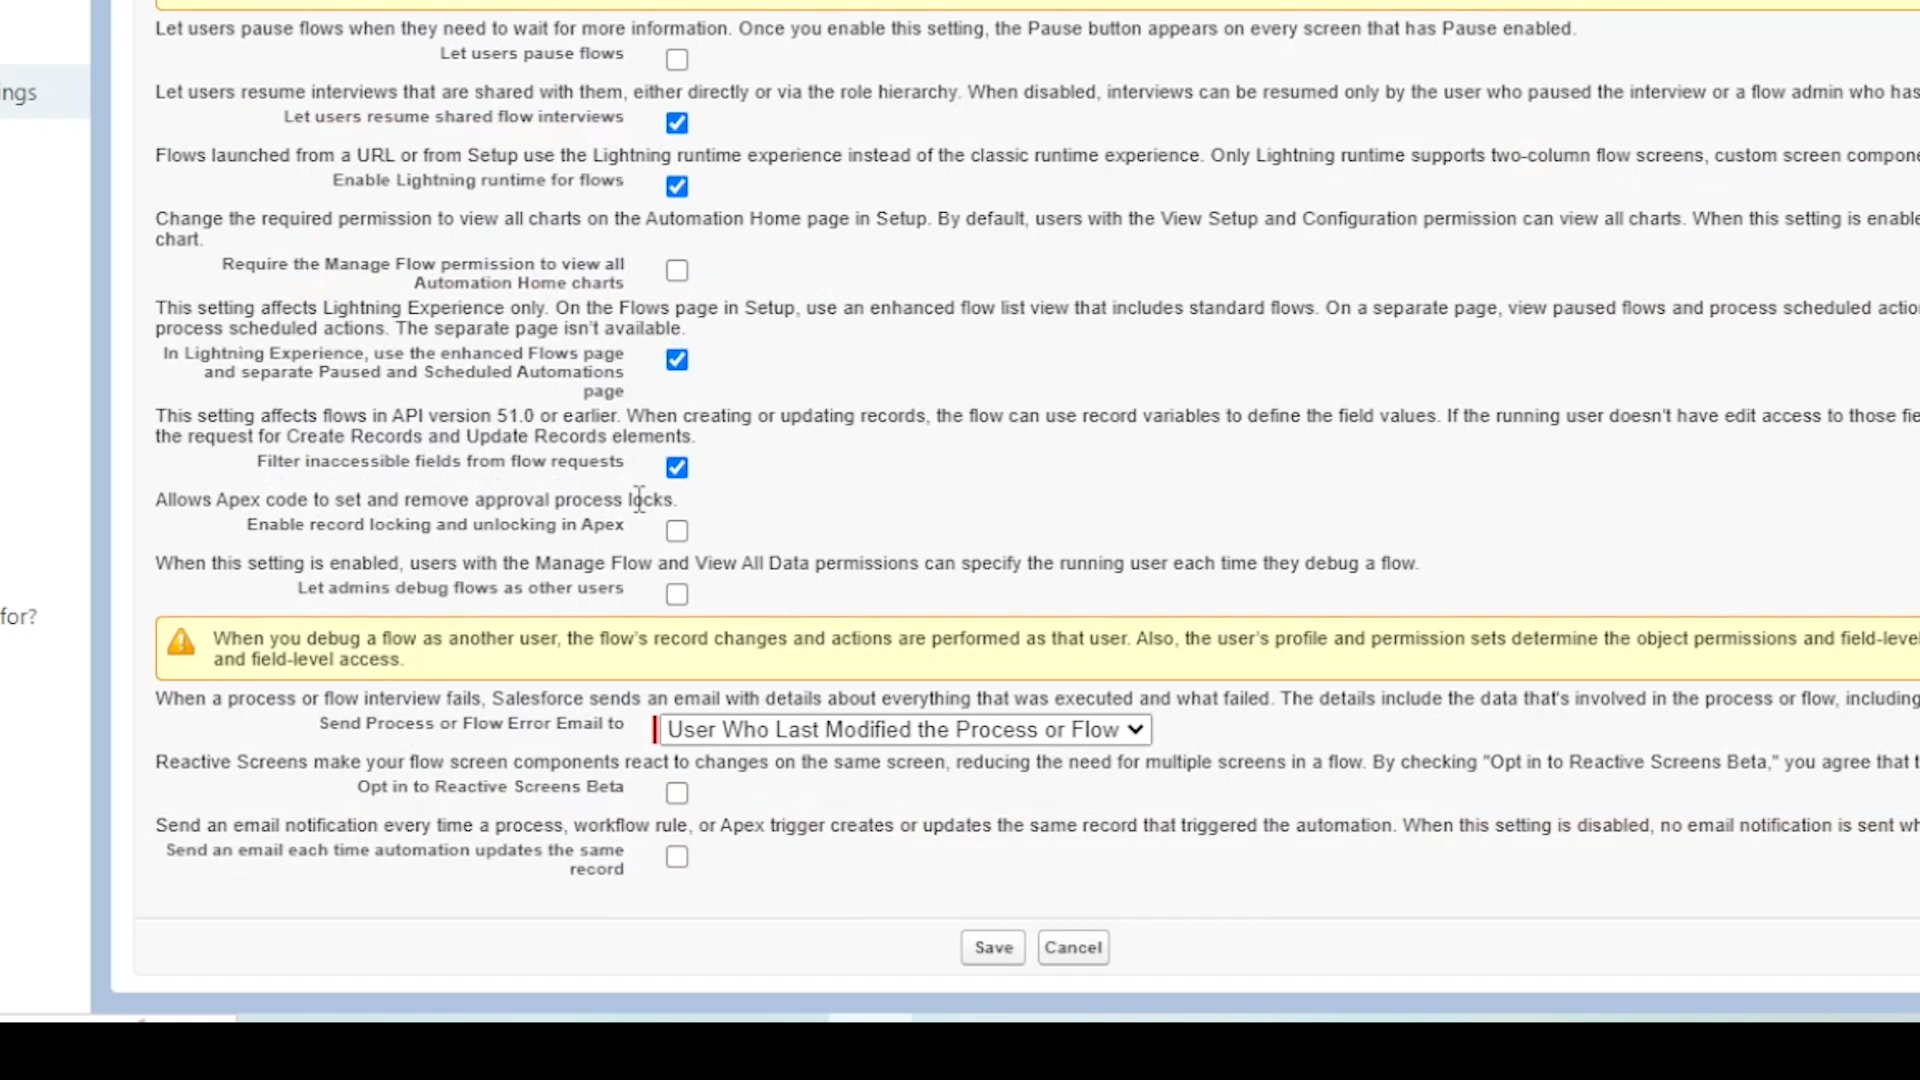 Let users pause flows when they need to wait for more information. Once you enable this setting, the Pause button appears on every screen that has Pause enabled.
Let users pause flows
ings
Let users resume interviews that are shared with them, either directly or via the role hierarchy. When disabled, interviews can be resumed only by the user who paused the interview or a flow admin who has
Let users resume shared flow interviews
Flows launched from a URL or from Setup use the Lightning runtime experience instead of the classic runtime experience. Only Lightning runtime supports two-column flow screens, custom screen compone
Enable Lightning runtime for flows
Change the required permission to view all charts on the Automation Home page in Setup. By default, users with the View Setup and Configuration permission can view all charts. When this setting is enable
chart.
Require the Manage Flow permission to view all
Automation Home charts
This setting affects Lightning Experience only. On the Flows page in Setup, use an enhanced flow list view that includes standard flows. On a separate page, view paused flows and process scheduled actio
process scheduled actions. The separate page isn't available.
In Lightning Experience, use the enhanced Flows page
and separate Paused and Scheduled Automations
page
This setting affects flows in API version 51.0 or earlier. When creating or updating records, the flow can use record variables to define the field values. If the running user doesn't have edit access to those fie
the request for Create Records and Update Records elements.
Filter inaccessible fields from flow requests
Allows Apex code to set and remove approval process locks.
Enable record locking and unlocking in Apex
When this setting is enabled, users with the Manage Flow and View All Data permissions can specify the running user each time they debug a flow.
Let admins debug flows as other users
for?
When you debug a flow as another user, the flow's record changes and actions are performed as that user. Also, the user's profile and permission sets determine the object permissions and field-level
and field-level access.
When a process or flow interview fails, Salesforce sends an email with details about everything that was executed and what failed. The details include the data that's involved in the process or flow, including
Send Process or Flow Error Email to
User Who Last Modified the Process or Flow
Reactive Screens make your flow screen components react to changes on the same screen, reducing the need for multiple screens in a flow. By checking "Opt in to Reactive Screens Beta," you agree that t
Opt in to Reactive Screens Beta
Send an email notification every time a process, workflow rule, or Apex trigger creates or updates the same record that triggered the automation. When this setting is disabled, no email notification is sent wh
Send an email each time automation updates the same
record
Save
Cancel